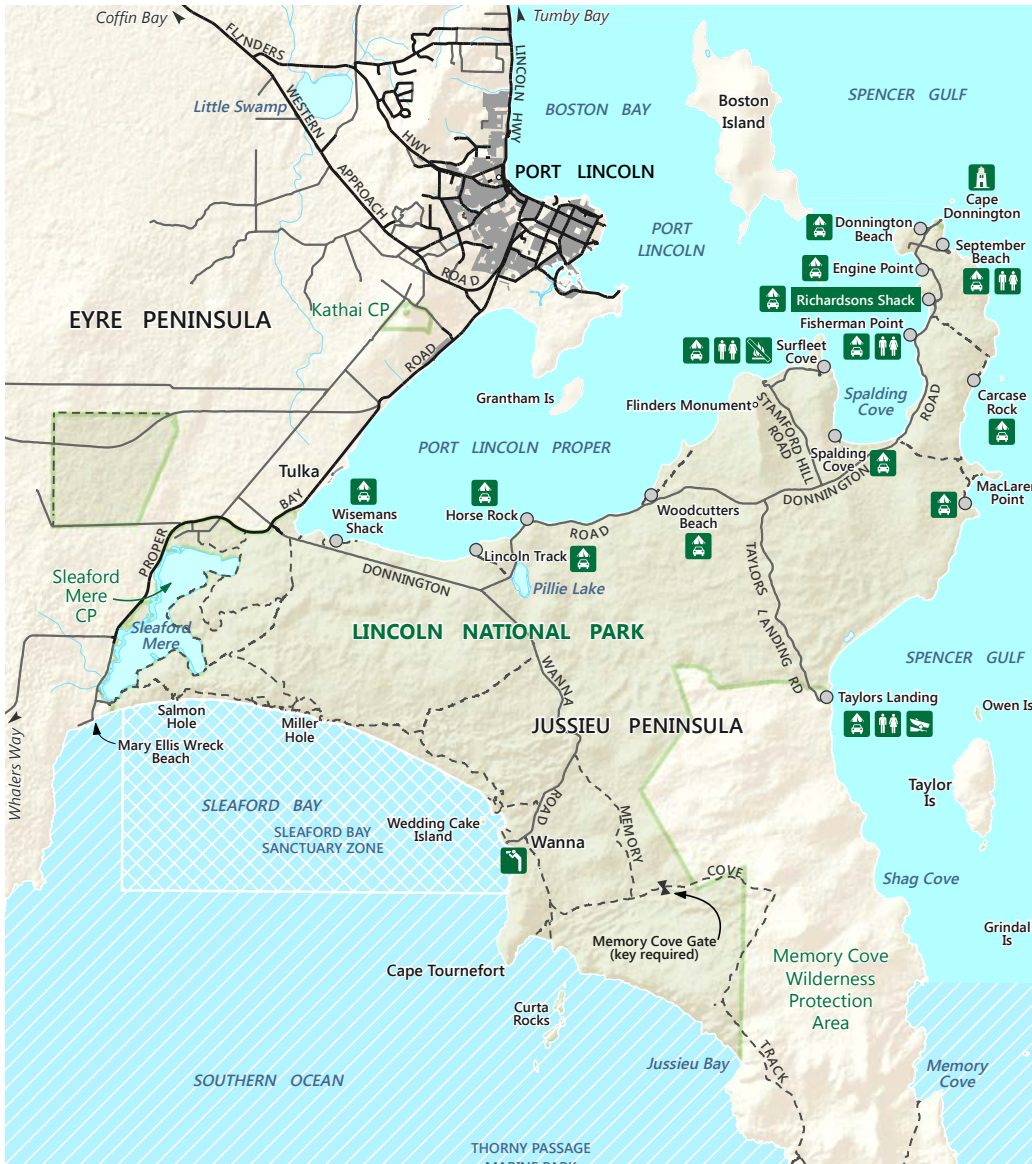 Coffin Bay
Tumby Bay
FLINDERS
HWY
LINCOLN HWY
WESTERN
APPROACH
ROAD
Little Swamp
BOSTON BAY
Boston
Island
SPENCER GULF
PORT LINCOLN
PORT
LINCOLN
Cape
Donnington
Donnington
Beach
September
Beach
Engine Point
Richardsons Shack
Fisherman Point
Kathai CP
EYRE PENINSULA
ROAD
Surfleet
Cove
Grantham Is
Flinders Monument
STAMFORD HILL
ROAD
Spalding
Cove
ROAD
Carcase
Rock
PORT LINCOLN PROPER
Spalding
Cove
DONNINGTON
Tulka
BAY
Wisemans
Shack
Horse Rock
Woodcutters
Beach
MacLaren
Point
ROAD
Lincoln Track
PROPER
DONNINGTON
Pillie Lake
TAYLORS LANDING RD
Sleaford
Mere
CP
Sleaford
Mere
LINCOLN NATIONAL PARK
SPENCER GULF
WANNA
Taylors Landing
Owen Is
Salmon
Hole
Miller
Hole
JUSSIEU PENINSULA
Mary Ellis Wreck
Beach
Whalers Way
Taylor
Is
SLEAFORD BAY
SLEAFORD BAY
SANCTUARY ZONE
Wedding Cake
Island
ROAD
Wanna
MEMORY
COVE
Shag Cove
Grindal
Is
Memory Cove Gate
(key required)
Cape Tournefort
Memory Cove
Wilderness
Protection
Area
Curta
Rocks
Jussieu Bay
TRACK
Memory
Cove
SOUTHERN OCEAN
THORNY PASSAGE
MARINE PARK